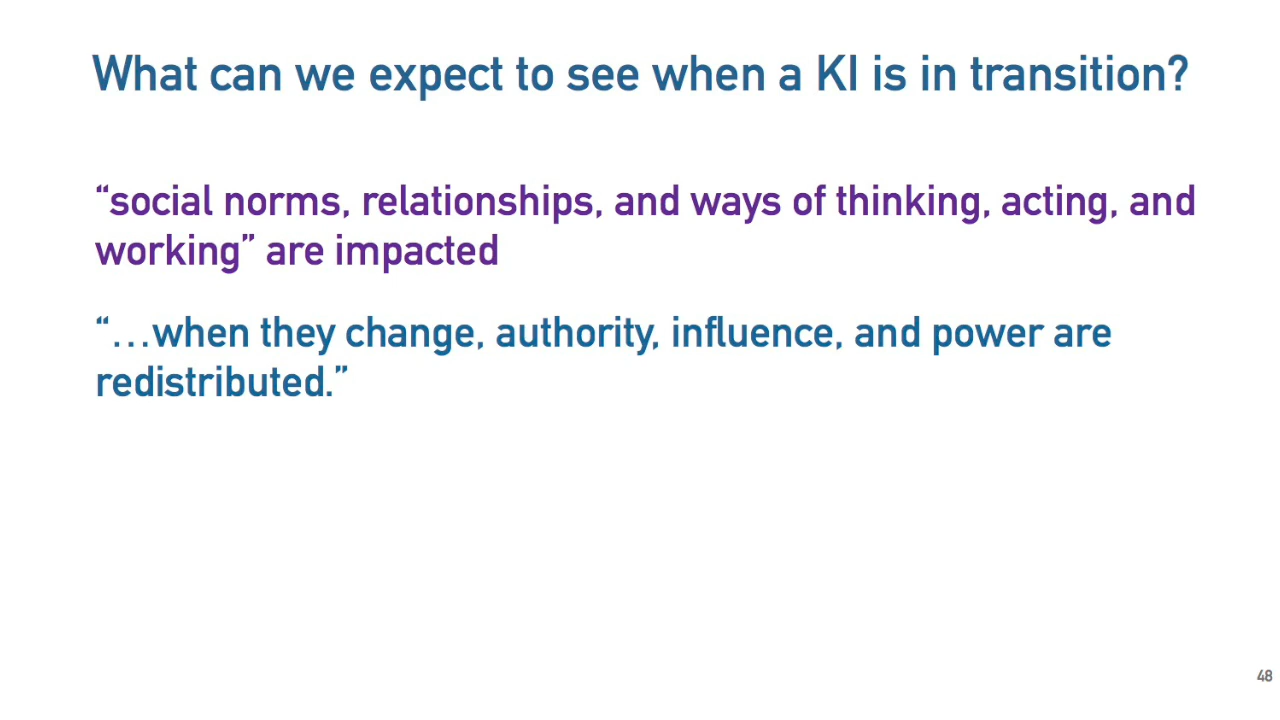 What can we expect to see when a KI is in transition?
“social norms, relationships, and ways of thinking, acting, and
working” are impacted
“…when they change, authority, influence, and power are
redistributed.”
48